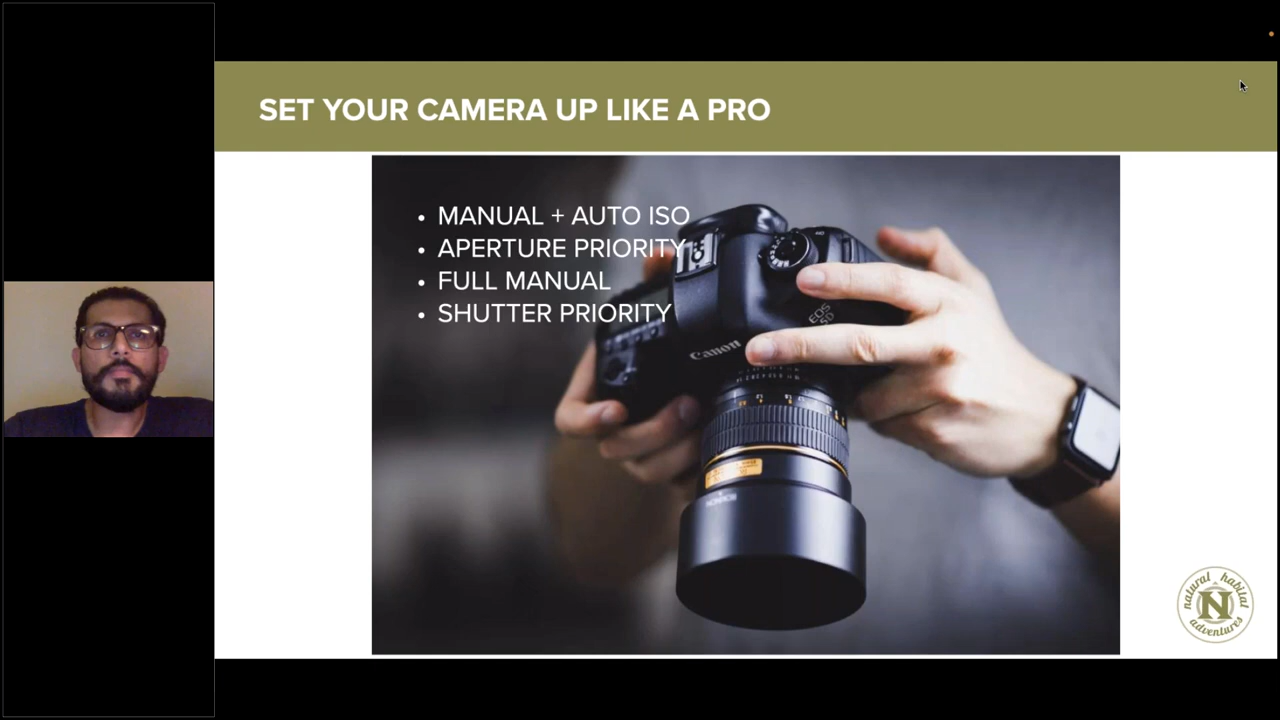 SET YOUR CAMERA UP LIKE A PRO
• MANUAL + AUTO ISO
• APERTURE PRIORITY
• FULL MANUAL
• SHUTTER PRIORITY
Canon
EOS
5D
natural habitat
N
adventures